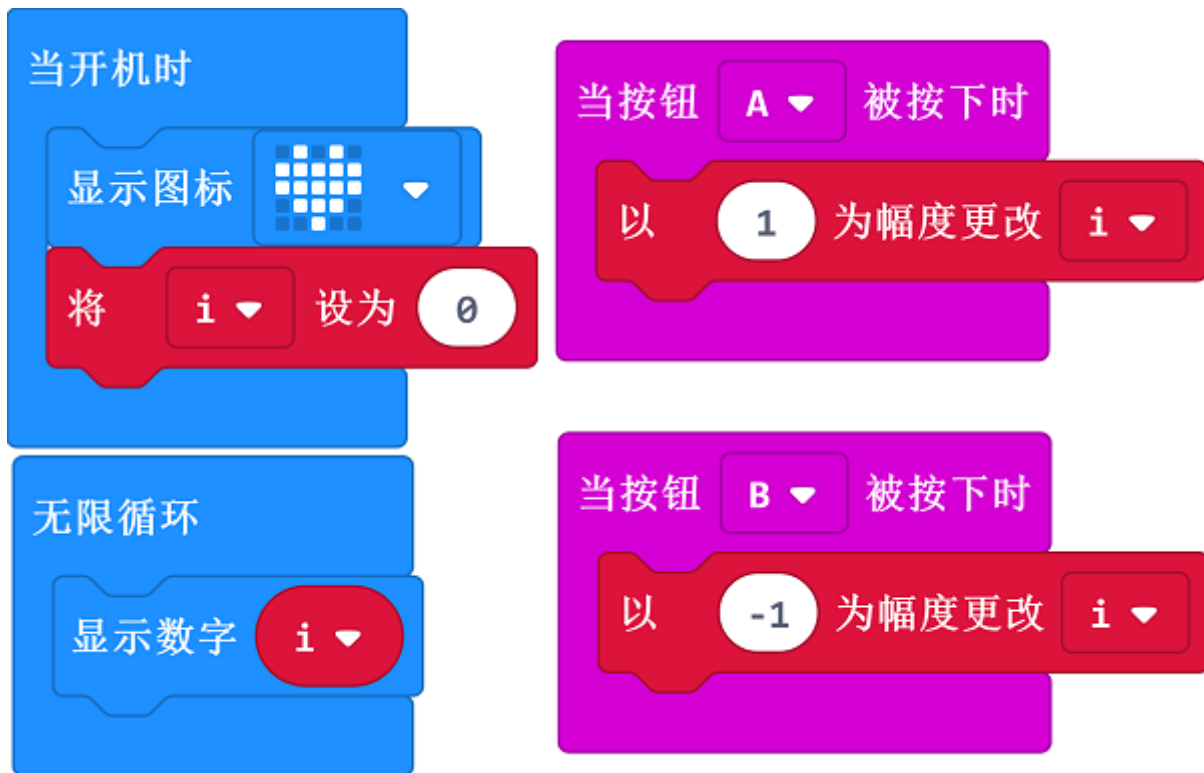 当开机时
显示图标
将 i 设为 0
无限循环
显示数字 i
当按钮 A 被按下时
以 1 为幅度更改 i
当按钮 B 被按下时
以 -1 为幅度更改 i